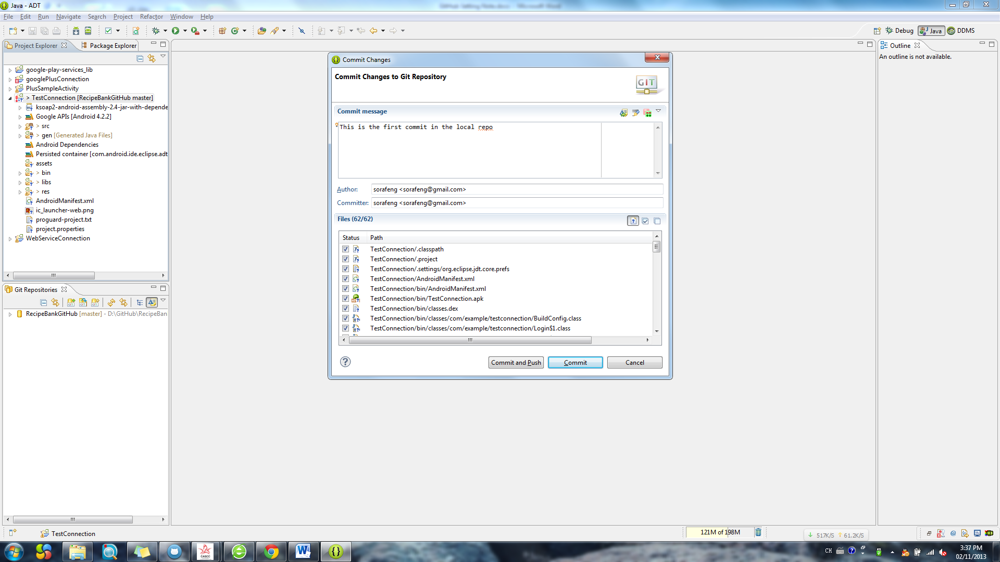 Java - ADT
File Edit Run Navigate Search Project Refactor Window Help
Debug Java DDMS
Project Explorer Package Explorer
google-play-services_lib
googlePlusConnection
PlusSampleActivity
> TestConnection [RecipeBankGitHub master]
ksoap2-android-assembly-2.4-jar-with-depende
Google APIs [Android 4.2.2]
> src
> gen [Generated Java Files]
Android Dependencies
Persisted container [com.android.ide.eclipse.adt
assets
> bin
> libs
> res
AndroidManifest.xml
ic_launcher-web.png
proguard-project.txt
project.properties
WebServiceConnection
Git Repositories
RecipeBankGitHub [master] - D:\GitHub\RecipeBan
Commit Changes
Commit Changes to Git Repository
GIT
Commit message
This is the first commit in the local repo
Author: sorafeng <sorafeng@gmail.com>
Committer: sorafeng <sorafeng@gmail.com>
Files (62/62)
Status Path
TestConnection/.classpath
TestConnection/.project
TestConnection/.settings/org.eclipse.jdt.core.prefs
TestConnection/AndroidManifest.xml
TestConnection/bin/AndroidManifest.xml
TestConnection/bin/TestConnection.apk
TestConnection/bin/classes.dex
TestConnection/bin/classes/com/example/testconnection/BuildConfig.class
TestConnection/bin/classes/com/example/testconnection/Login$1.class
Commit and Push Commit Cancel
Outline
An outline is not available.
TestConnection
121M of 198M
517K/S 61.2K/S
CASCC
CH
3:37 PM
02/11/2013